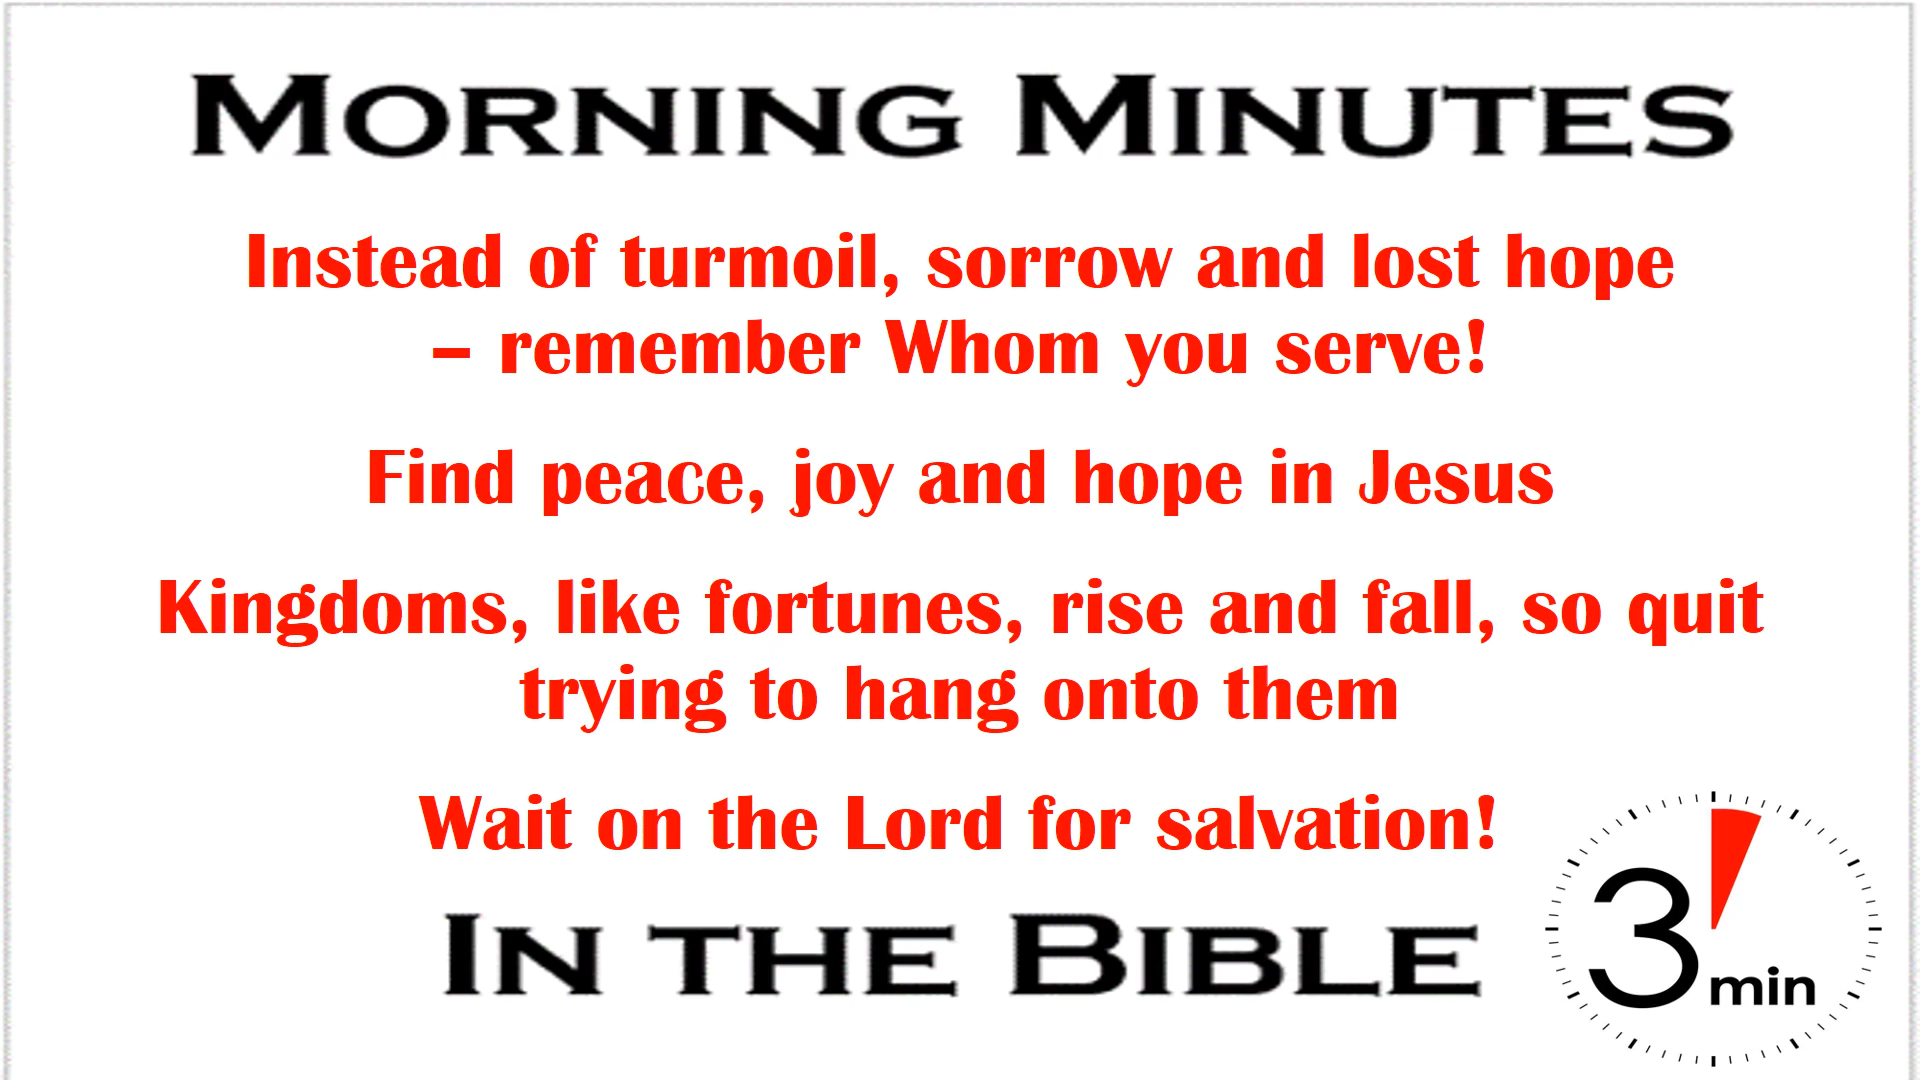 MORNING MINUTES
Instead of turmoil, sorrow and lost hope
– remember Whom you serve!
Find peace, joy and hope in Jesus
Kingdoms, like fortunes, rise and fall, so quit
trying to hang onto them
Wait on the Lord for salvation!
IN THE BIBLE
3 min